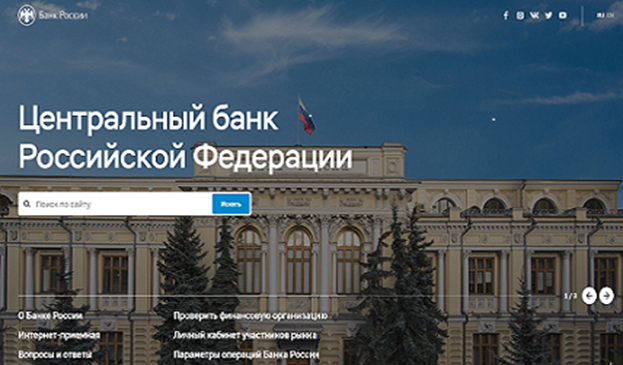 Банк России
RU EN
Центральный банк
Российской Федерации
Поиск по сайту
Искать
1 / 3
О Банке России
Проверить финансовую организацию
Интернет-приемная
Личный кабинет участников рынка
Вопросы и ответы
Параметры операций Банка России